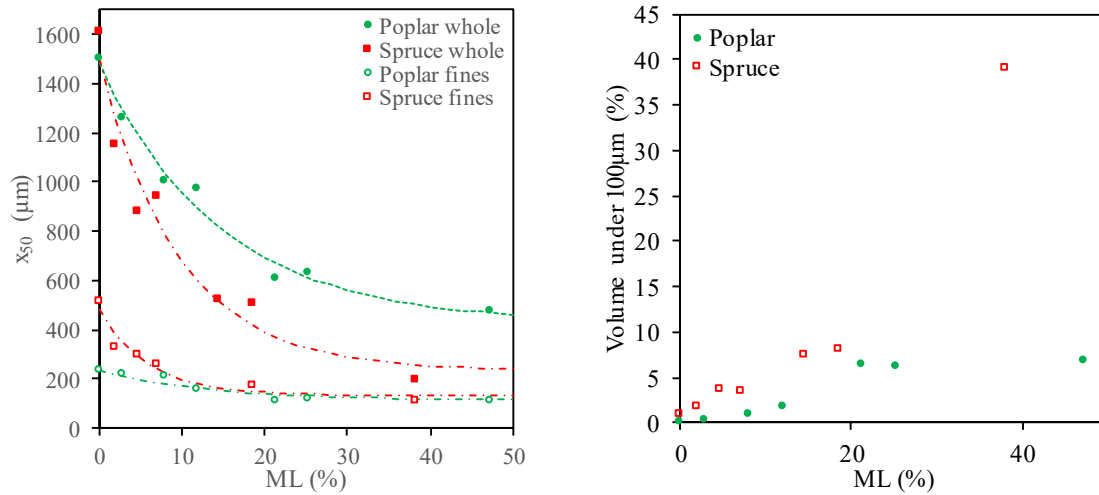 1600
1400
1200
1000
800
600
400
200
0
x50 (μm)
0 10 20 30 40 50
ML (%)
Poplar whole
Spruce whole
Poplar fines
Spruce fines
45
40
35
30
25
20
15
10
5
0
Volume under 100μm (%)
0 20 40
ML (%)
Poplar
Spruce